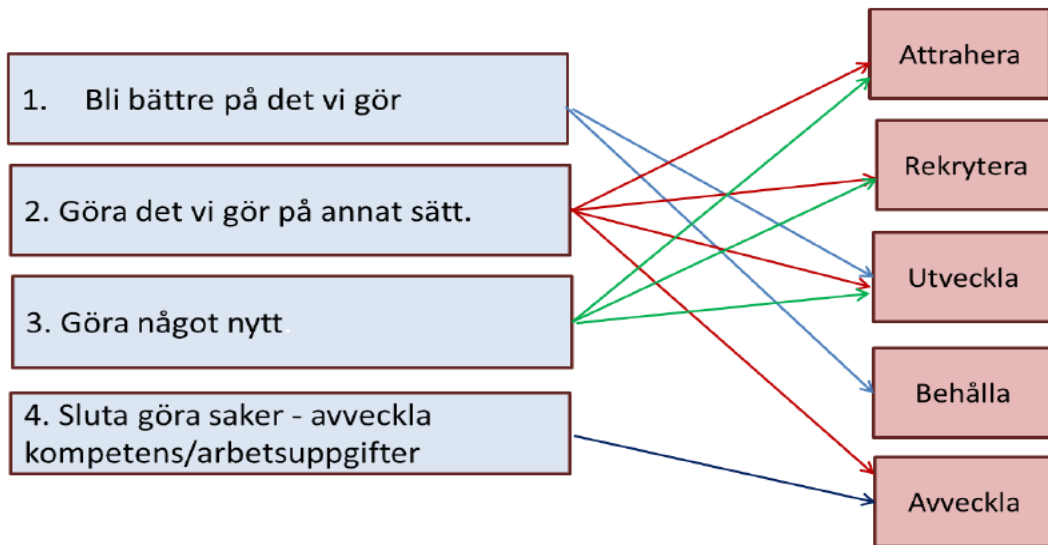 1. Bli bättre på det vi gör
2. Göra det vi gör på annat sätt.
3. Göra något nytt.
4. Sluta göra saker - avveckla
kompetens/arbetsuppgifter
Attrahera
Rekrytera
Utveckla
Behålla
Avveckla